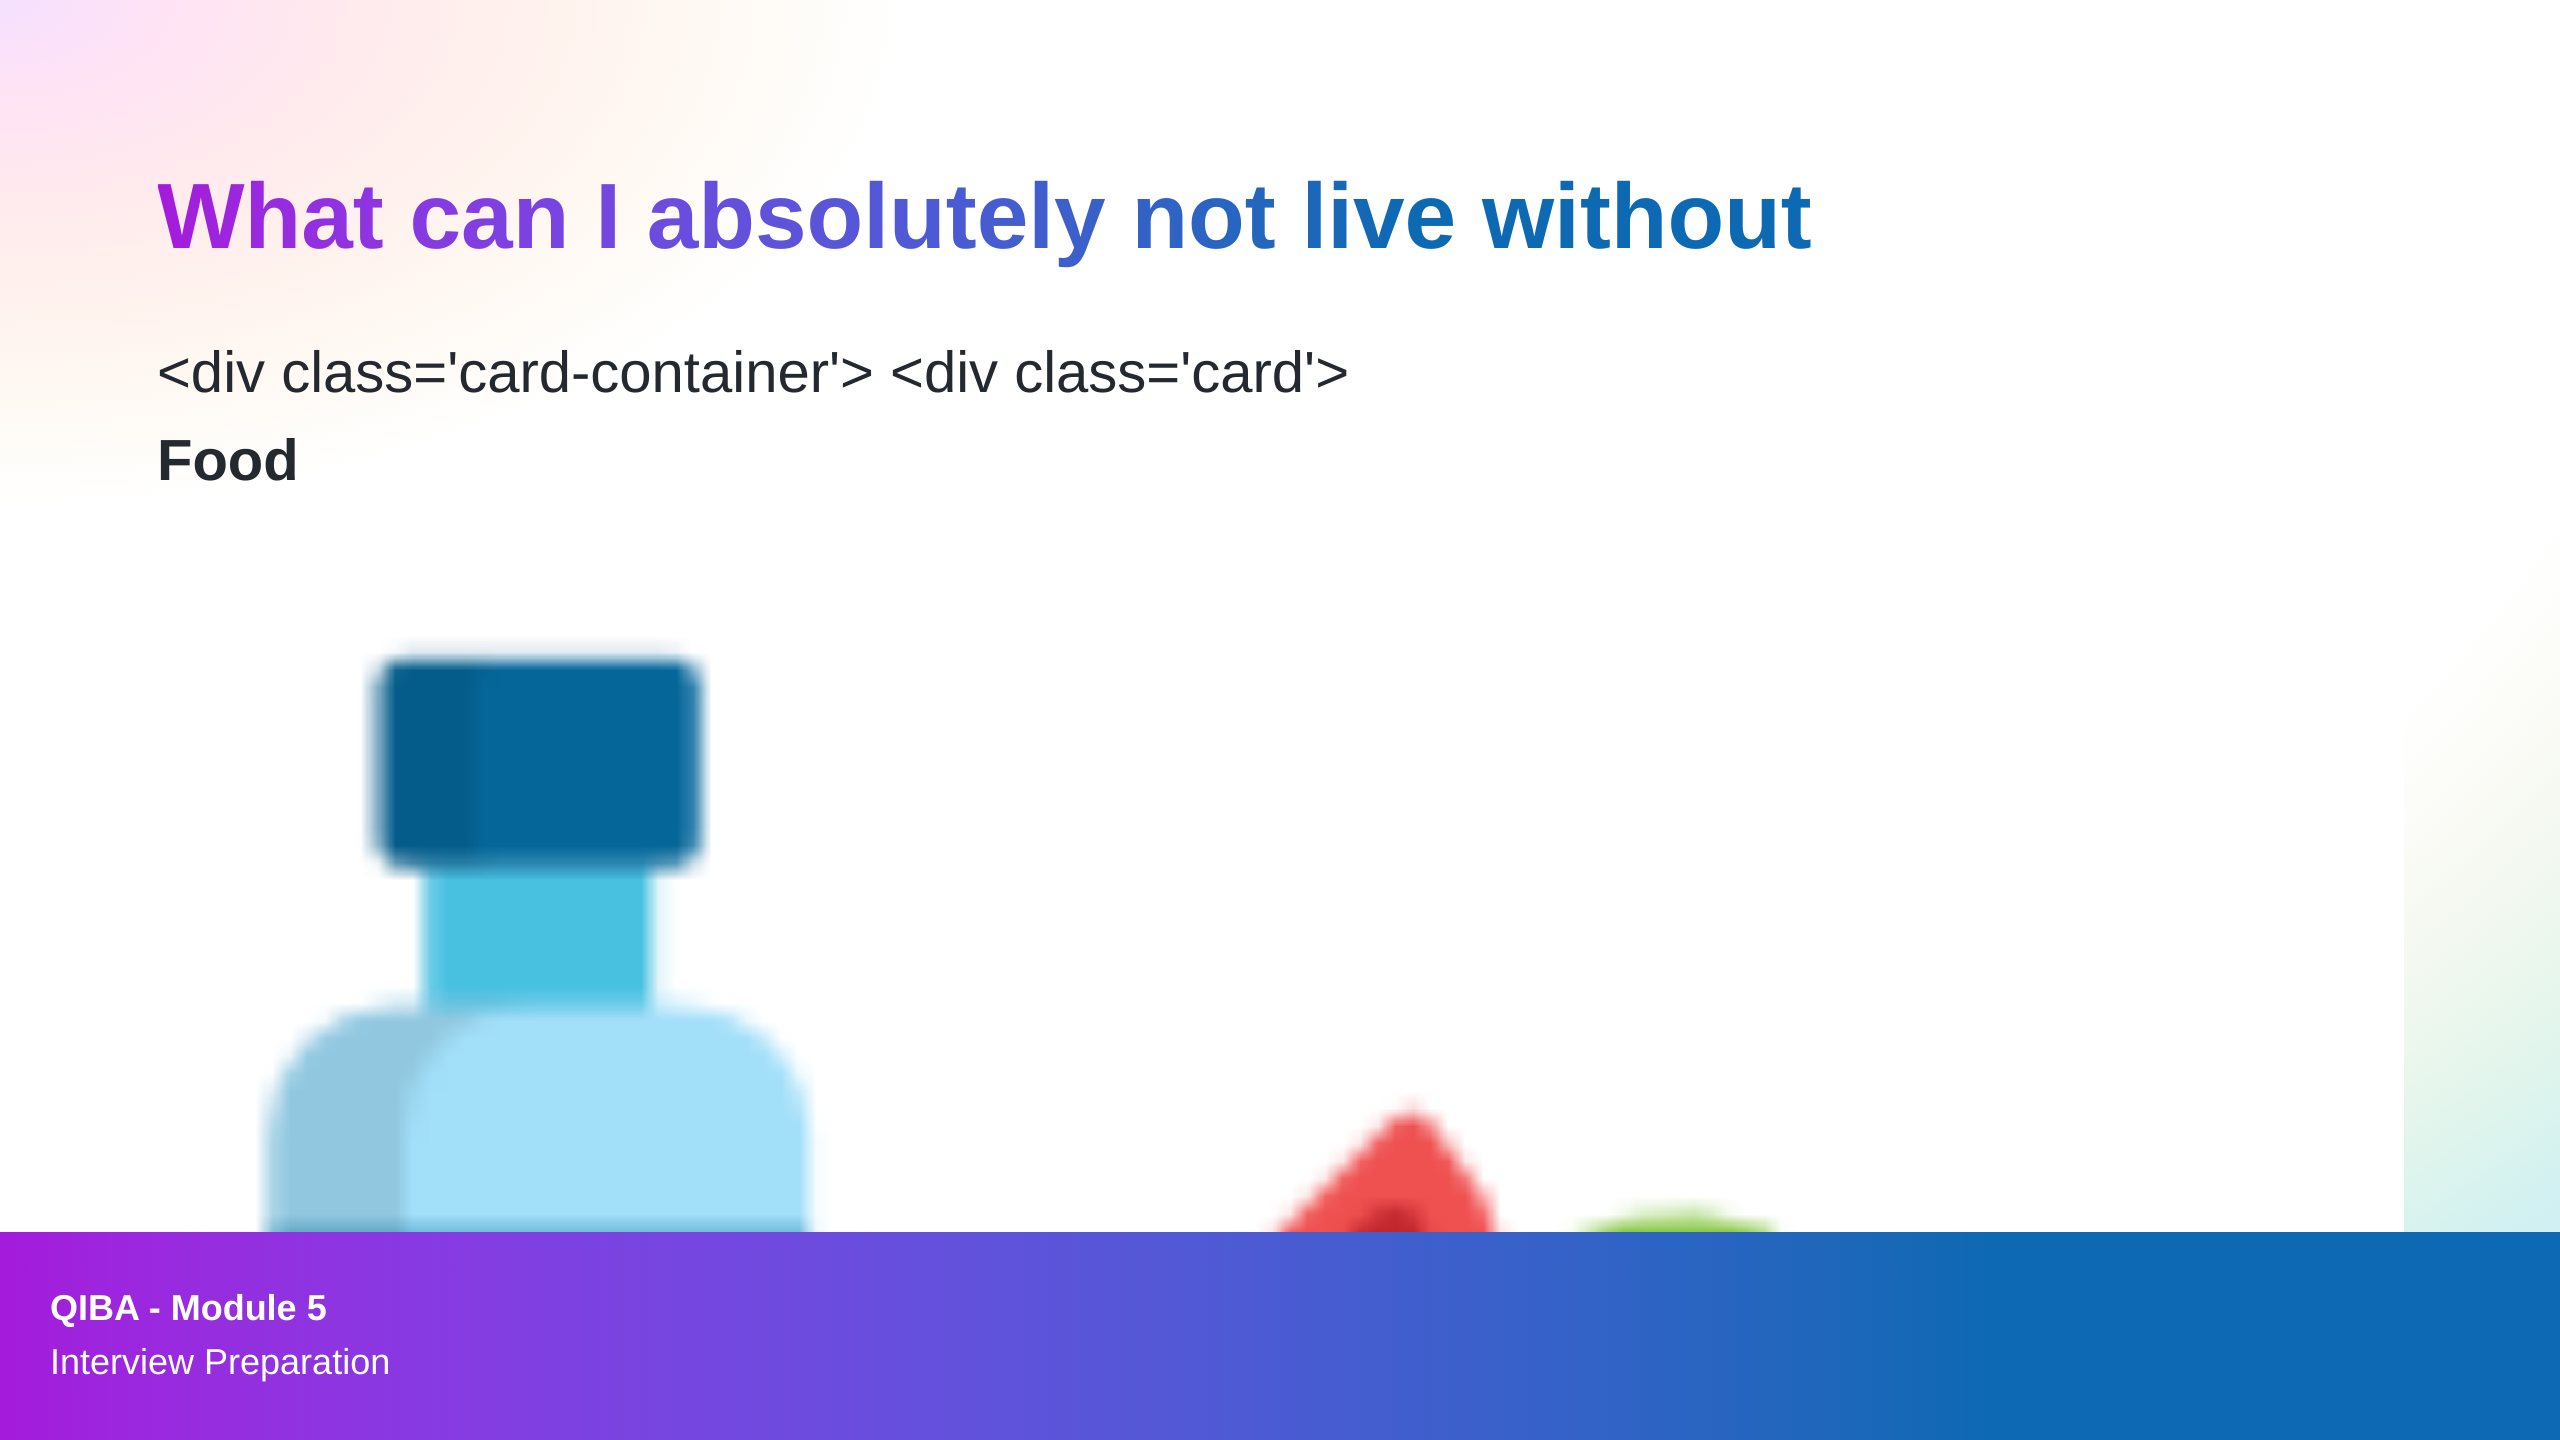 What can I absolutely not live without
<div class='card-container'> <div class='card'>
Food
QIBA - Module 5
Interview Preparation